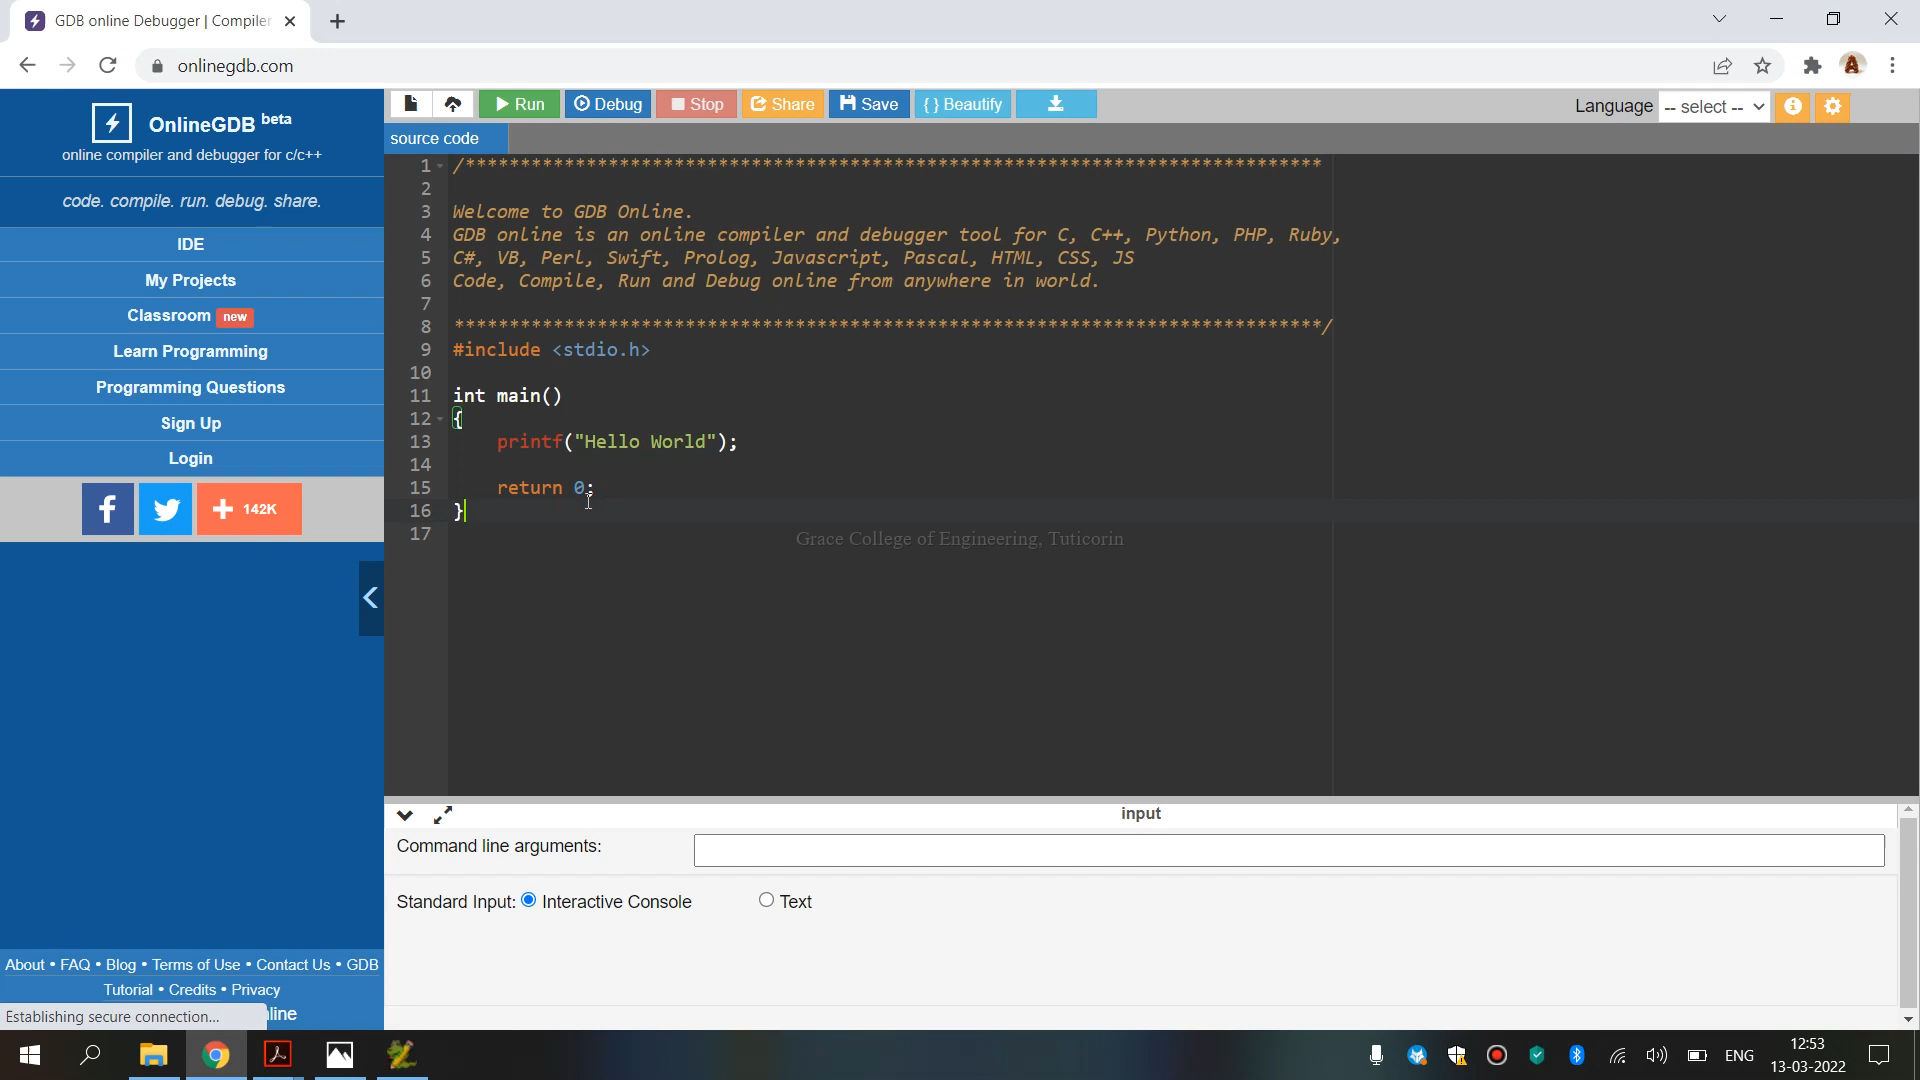 GDB online Debugger | Compiler
onlinegdb.com
OnlineGDB beta
online compiler and debugger for c/c++
code. compile. run. debug. share.
IDE
My Projects
Classroom new
Learn Programming
Programming Questions
Sign Up
Login
142K
About • FAQ • Blog • Terms of Use • Contact Us • GDB
Tutorial • Credits • Privacy
Establishing secure connection...
Run Debug Stop Share Save { } Beautify
Language -- select --
source code
1 /******************************************************************************
2
3 Welcome to GDB Online.
4 GDB online is an online compiler and debugger tool for C, C++, Python, PHP, Ruby,
5 C#, VB, Perl, Swift, Prolog, Javascript, Pascal, HTML, CSS, JS
6 Code, Compile, Run and Debug online from anywhere in world.
7
8 *******************************************************************************/
9 #include <stdio.h>
10
11 int main()
12 {
13 printf("Hello World");
14
15 return 0;
16 }
17
Grace College of Engineering, Tuticorin
input
Command line arguments:
Standard Input: Interactive Console Text
ENG
12:53
13-03-2022